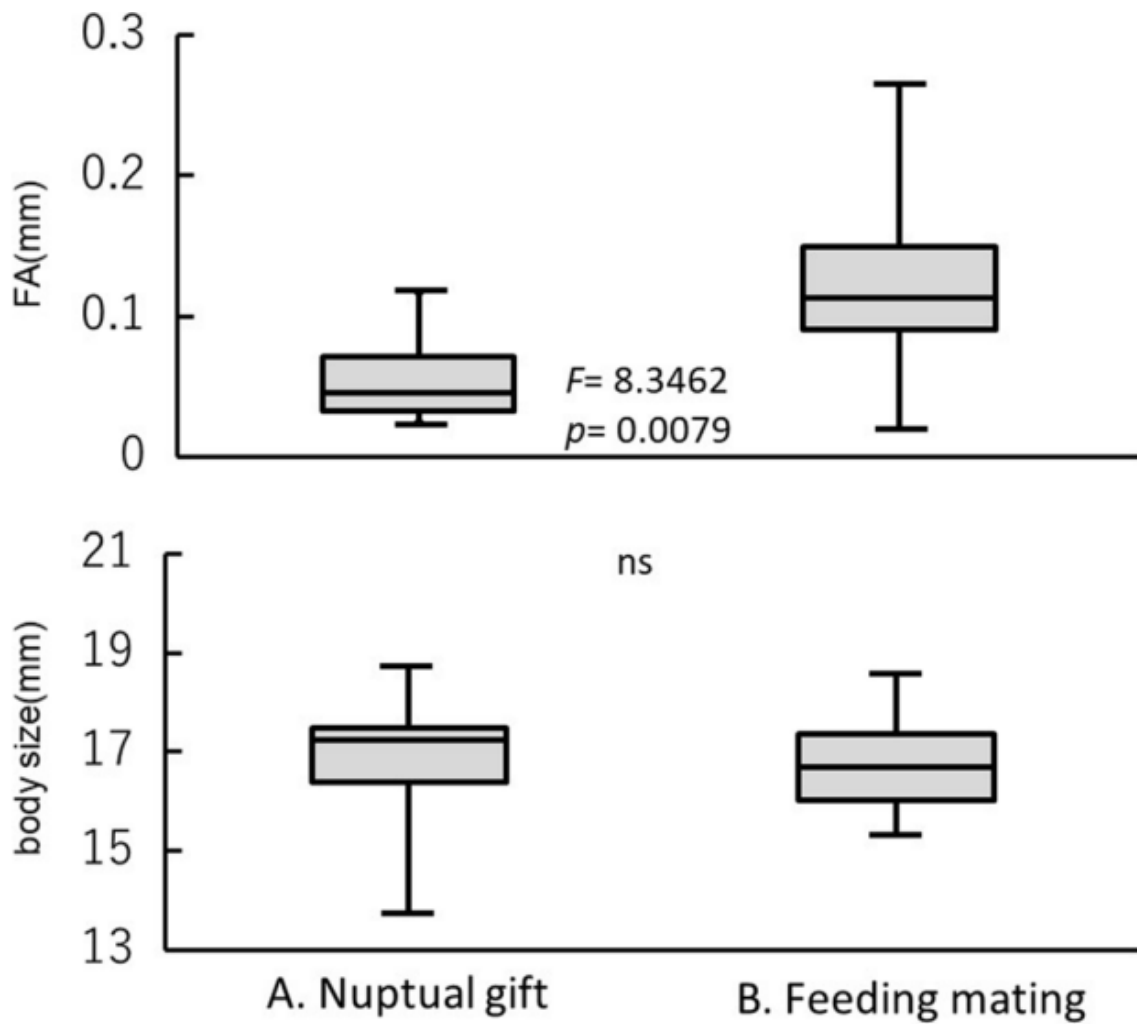 0.3
0.2
0.1
0
FA(mm)
F= 8.3462
p= 0.0079
21
19
17
15
13
body size(mm)
ns
A. Nuptual gift
B. Feeding mating